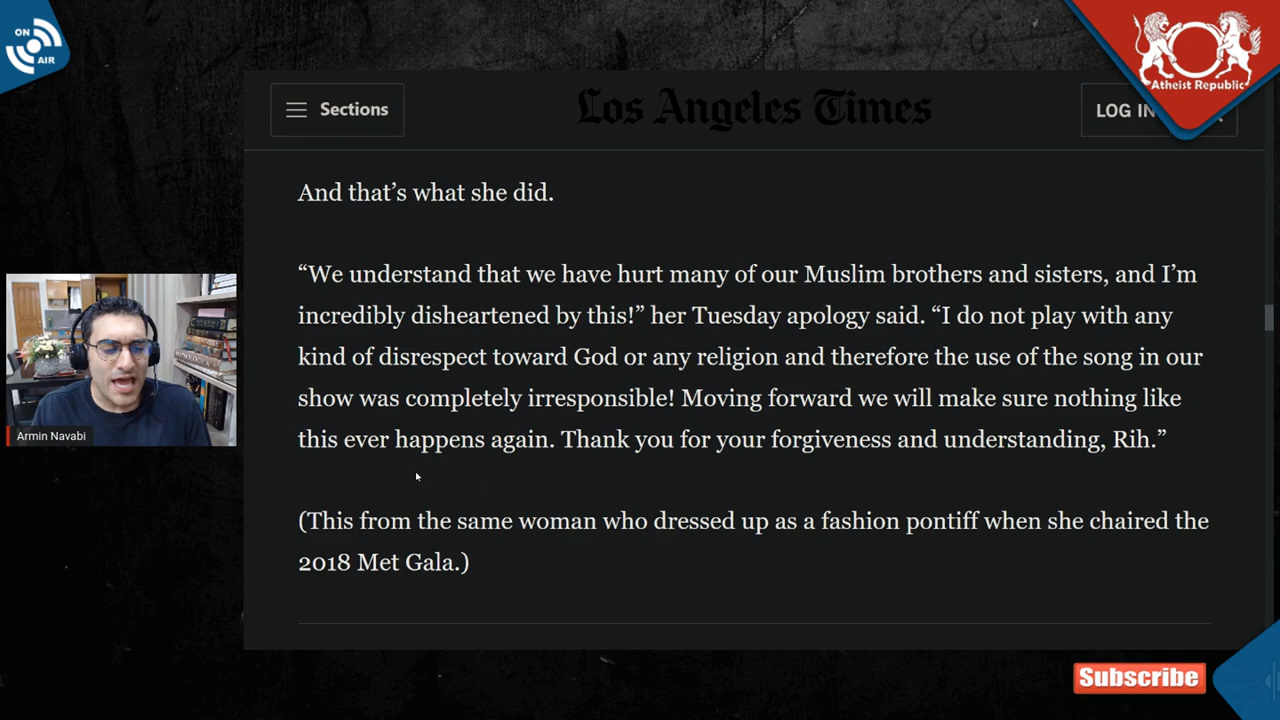 ON
AIR
Atheist Republic
Sections
Los Angeles Times
LOG IN
And that’s what she did.
“We understand that we have hurt many of our Muslim brothers and sisters, and I’m
incredibly disheartened by this!” her Tuesday apology said. “I do not play with any
kind of disrespect toward God or any religion and therefore the use of the song in our
show was completely irresponsible! Moving forward we will make sure nothing like
this ever happens again. Thank you for your forgiveness and understanding, Rih.”
(This from the same woman who dressed up as a fashion pontiff when she chaired the
2018 Met Gala.)
Armin Navabi
Subscribe